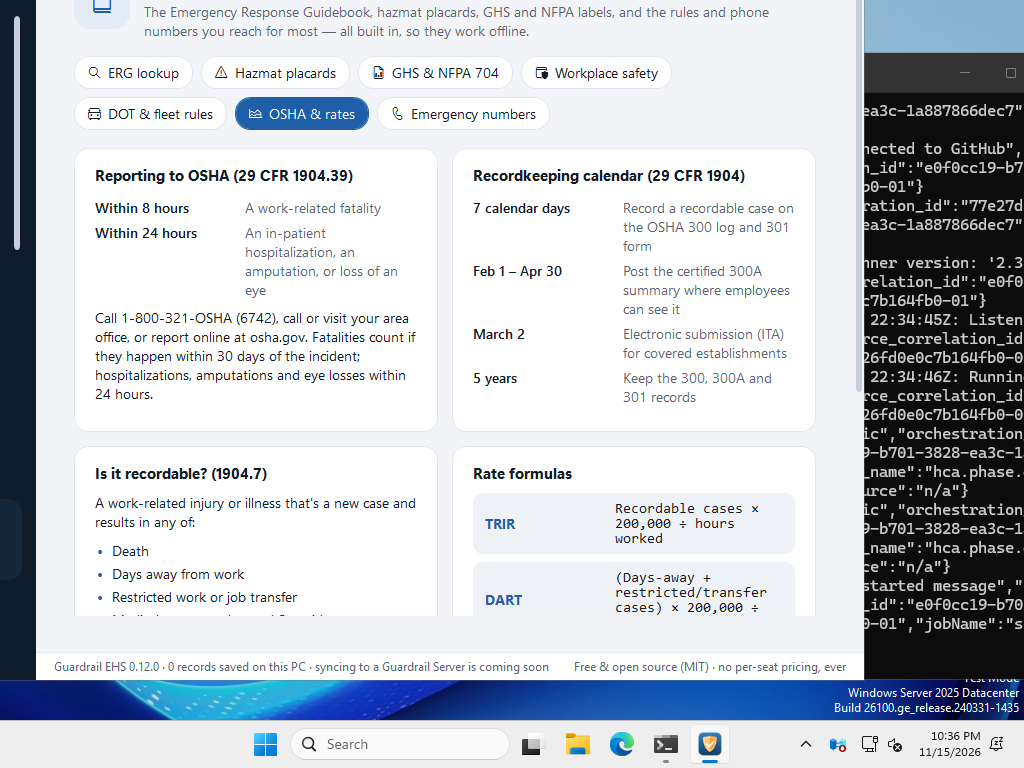 The Emergency Response Guidebook, hazmat placards, GHS and NFPA labels, and the rules and phone
numbers you reach for most — all built in, so they work offline.
ERG lookup
Hazmat placards
GHS & NFPA 704
Workplace safety
DOT & fleet rules
OSHA & rates
Emergency numbers
Reporting to OSHA (29 CFR 1904.39)
Within 8 hours
A work-related fatality
Within 24 hours
An in-patient
hospitalization, an
amputation, or loss of an
eye
Call 1-800-321-OSHA (6742), call or visit your area
office, or report online at osha.gov. Fatalities count if
they happen within 30 days of the incident;
hospitalizations, amputations and eye losses within
24 hours.
Recordkeeping calendar (29 CFR 1904)
7 calendar days
Record a recordable case on
the OSHA 300 log and 301
form
Feb 1 – Apr 30
Post the certified 300A
summary where employees
can see it
March 2
Electronic submission (ITA)
for covered establishments
5 years
Keep the 300, 300A and
301 records
Is it recordable? (1904.7)
A work-related injury or illness that's a new case and
results in any of:
• Death
• Days away from work
• Restricted work or job transfer
Rate formulas
TRIR
Recordable cases ×
200,000 ÷ hours
worked
DART
(Days-away +
restricted/transfer
cases) × 200,000 ÷
Guardrail EHS 0.12.0 · 0 records saved on this PC · syncing to a Guardrail Server is coming soon
Free & open source (MIT) · no per-seat pricing, ever
ea3c-1a887866dec7"
nected to GitHub",
n_id":"e0f0cc19-b7
b0-01"}
ration_id":"77e27d
ea3c-1a887866dec7"
nner version: '2.3
relation_id":"e0f0
c7b164fb0-01"}
22:34:45Z: Listen
rce_correlation_id
26fd0e0c7b164fb0-0
22:34:46Z: Runnin
rce_correlation_id
26fd0e0c7b164fb0-0
ic","orchestration
9-b701-3828-ea3c-1
_name":"hca.phase.
urce":"n/a"}
ic","orchestration
9-b701-3828-ea3c-1
_name":"hca.phase.
ce":"n/a"}
started message","
_id":"e0f0cc19-b70
0-01","jobName":"s
Test Mode
Windows Server 2025 Datacenter
Build 26100.ge_release.240331-1435
Search
10:36 PM
11/15/2026